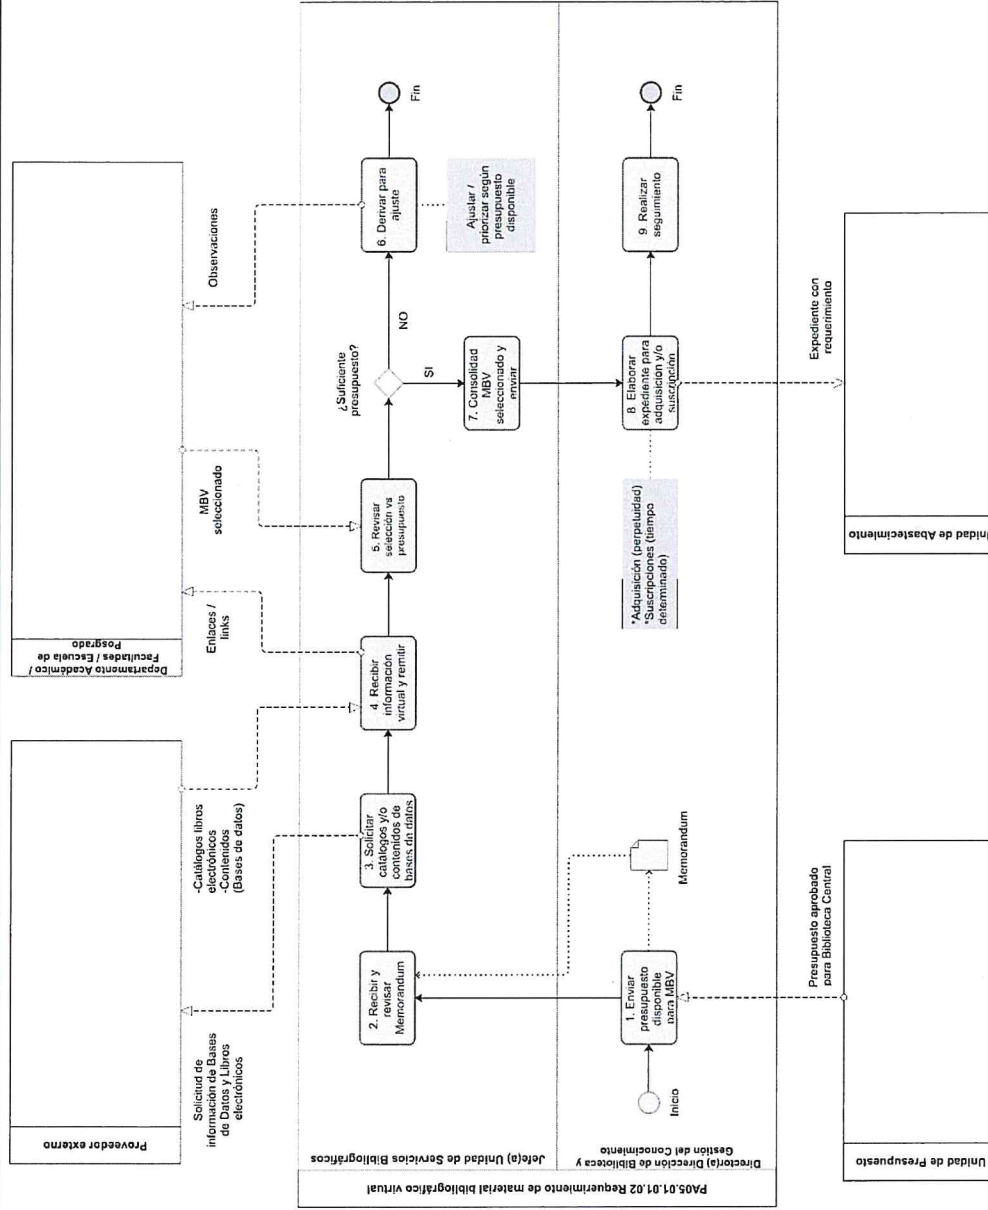 Proveedor externo
Solicitud de
información de Bases
de Datos y Libros
electrónicos
-Catálogos libros
electrónicos
-Contenidos
(Bases de datos)
Departamento Académico /
Facultades / Escuela de
Posgrado
Enlaces /
links
MBV
seleccionado
Observaciones
PA05.01.01.02 Requerimiento de material bibliográfico virtual
Jefe(a) Unidad de Servicios Bibliográficos
2. Recibir y
revisar
Memorandum
3. Solicitar
catálogos y/o
contenidos de
bases de datos
4. Recibir
información
virtual y remitir
5. Revisar
selección vs
presupuesto
¿Suficiente
presupuesto?
NO
SI
6. Derivar para
ajuste
Fin
Ajustar /
priorizar según
presupuesto
disponible
7. Consolidad
MBV
seleccionado y
enviar
Director(a) Dirección de Biblioteca y
Gestión del Conocimiento
Inicio
1. Enviar
presupuesto
disponible
para MBV
Memorandum
*Adquisición (perpetuidad)
*Suscripciones (tiempo
determinado)
8. Elaborar
expediente para
adquisición y/o
suscripción
9. Realizar
seguimiento
Fin
Presupuesto aprobado
para Biblioteca Central
Unidad de Presupuesto
Expediente con
requerimiento
Unidad de Abastecimiento